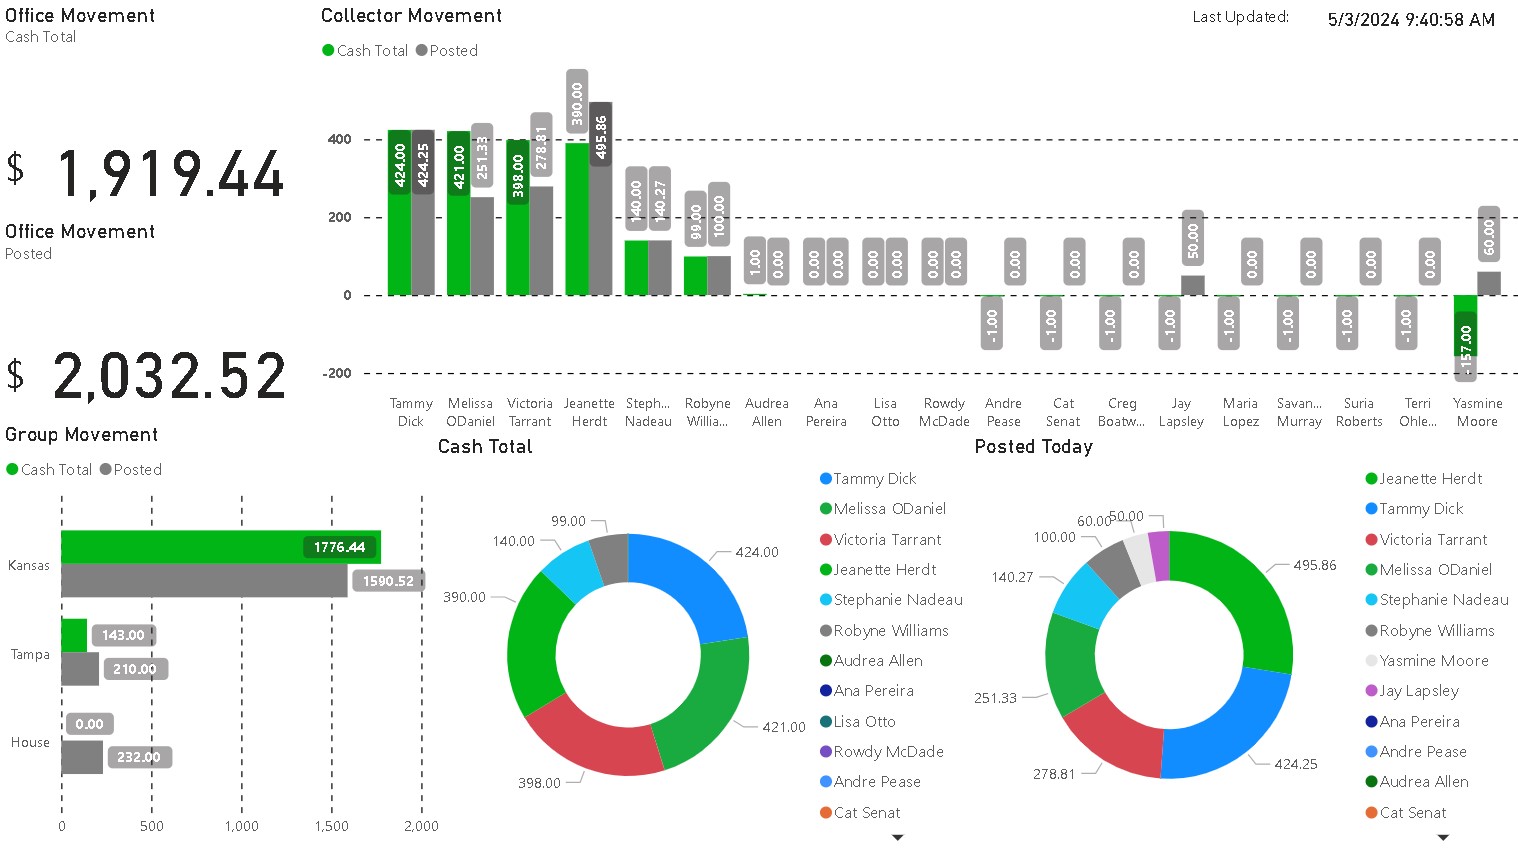 Office Movement
Cash Total
$ 1,919.44
Office Movement
Posted
$ 2,032.52
Collector Movement
Cash Total Posted
Last Updated: 5/3/2024 9:40:58 AM
400
200
0
-200
424.00 424.25 421.00 251.33 398.00 278.81 390.00 495.86 140.00 140.27 99.00 100.00 1.00 0.00 0.00 0.00 0.00 0.00 0.00 0.00 -1.00 0.00 -1.00 0.00 -1.00 0.00 -1.00 50.00 -1.00 0.00 -1.00 0.00 -1.00 0.00 -1.00 0.00 -157.00 60.00
Tammy Dick
Melissa ODaniel
Victoria Tarrant
Jeanette Herdt
Steph... Nadeau
Robyne Willia...
Audrea Allen
Ana Pereira
Lisa Otto
Rowdy McDade
Andre Pease
Cat Senat
Creg Boatw...
Jay Lapsley
Maria Lopez
Savan... Murray
Suria Roberts
Terri Ohle...
Yasmine Moore
Group Movement
Cash Total Posted
Kansas
1776.44
1590.52
Tampa
143.00
210.00
House
0.00
232.00
0 500 1,000 1,500 2,000
Cash Total
99.00
140.00
424.00
390.00
421.00
398.00
Tammy Dick
Melissa ODaniel
Victoria Tarrant
Jeanette Herdt
Stephanie Nadeau
Robyne Williams
Audrea Allen
Ana Pereira
Lisa Otto
Rowdy McDade
Andre Pease
Cat Senat
Posted Today
50.00
60.00
100.00
495.86
140.27
251.33
424.25
278.81
Jeanette Herdt
Tammy Dick
Victoria Tarrant
Melissa ODaniel
Stephanie Nadeau
Robyne Williams
Yasmine Moore
Jay Lapsley
Ana Pereira
Andre Pease
Audrea Allen
Cat Senat